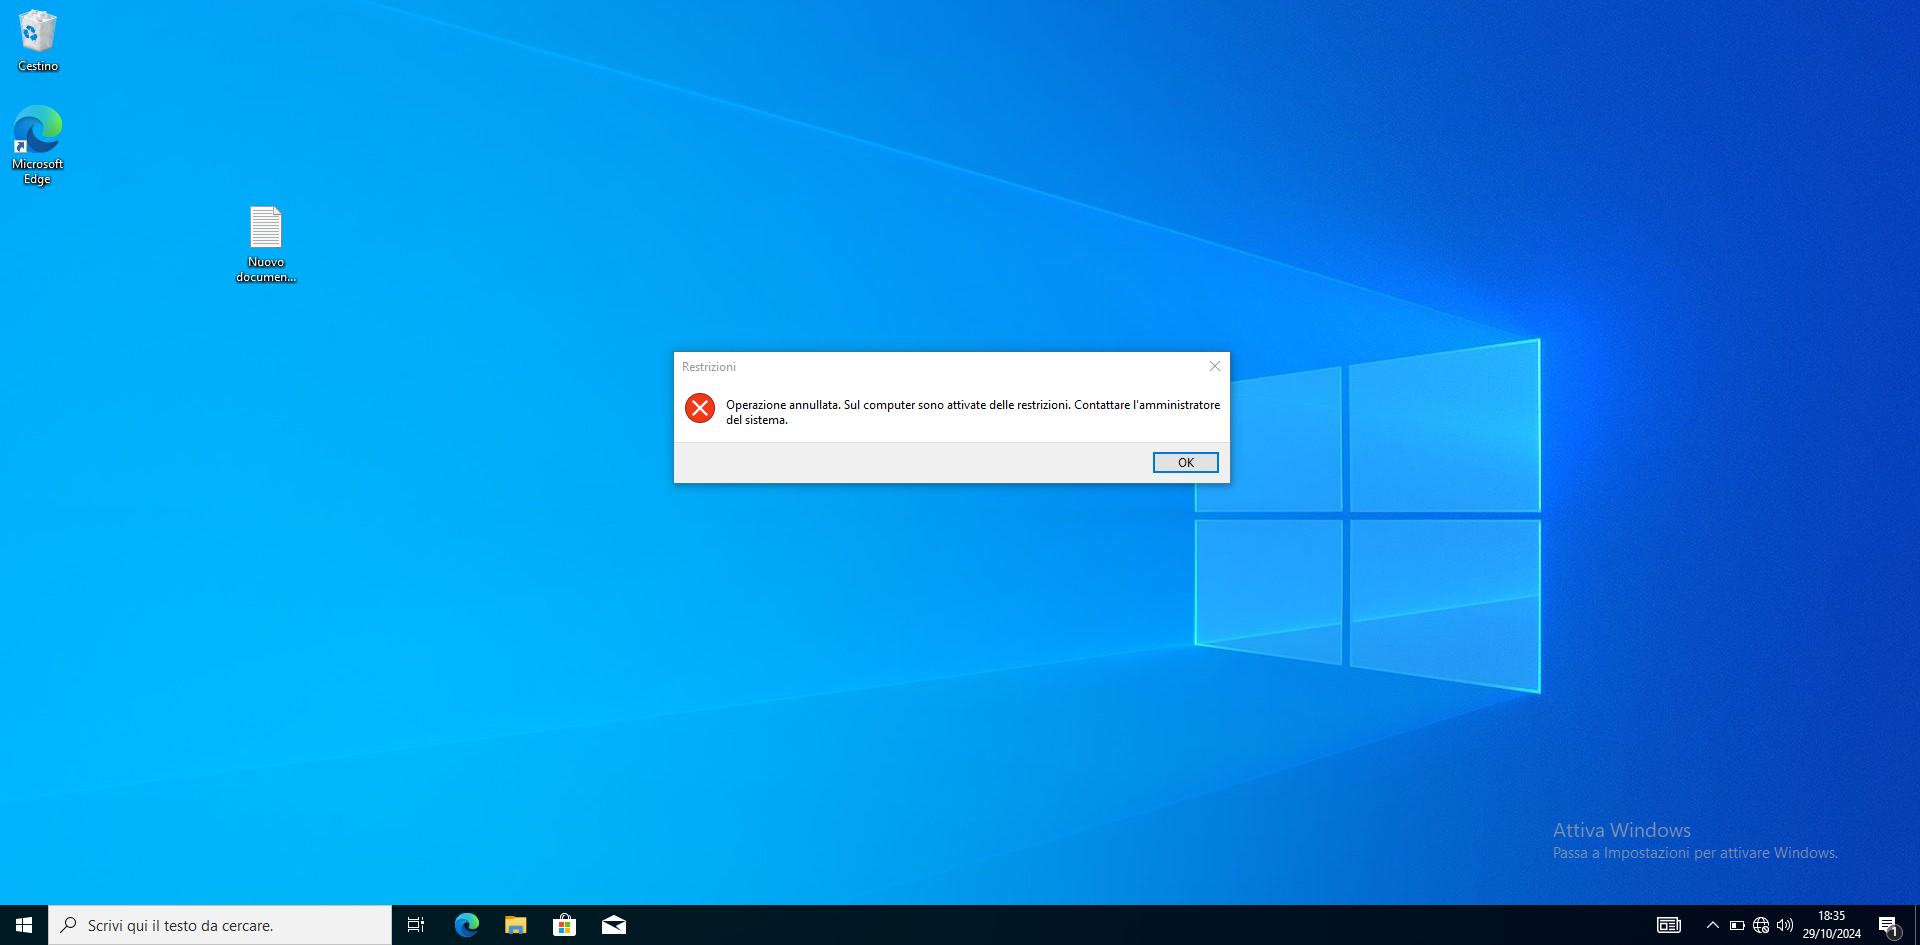 Cestino
Microsoft
Edge
Nuovo
documen...
Restrizioni
Operazione annullata. Sul computer sono attivate delle restrizioni. Contattare l'amministratore
del sistema.
OK
Attiva Windows
Passa a Impostazioni per attivare Windows.
Scrivi qui il testo da cercare.
18:35
29/10/2024
1